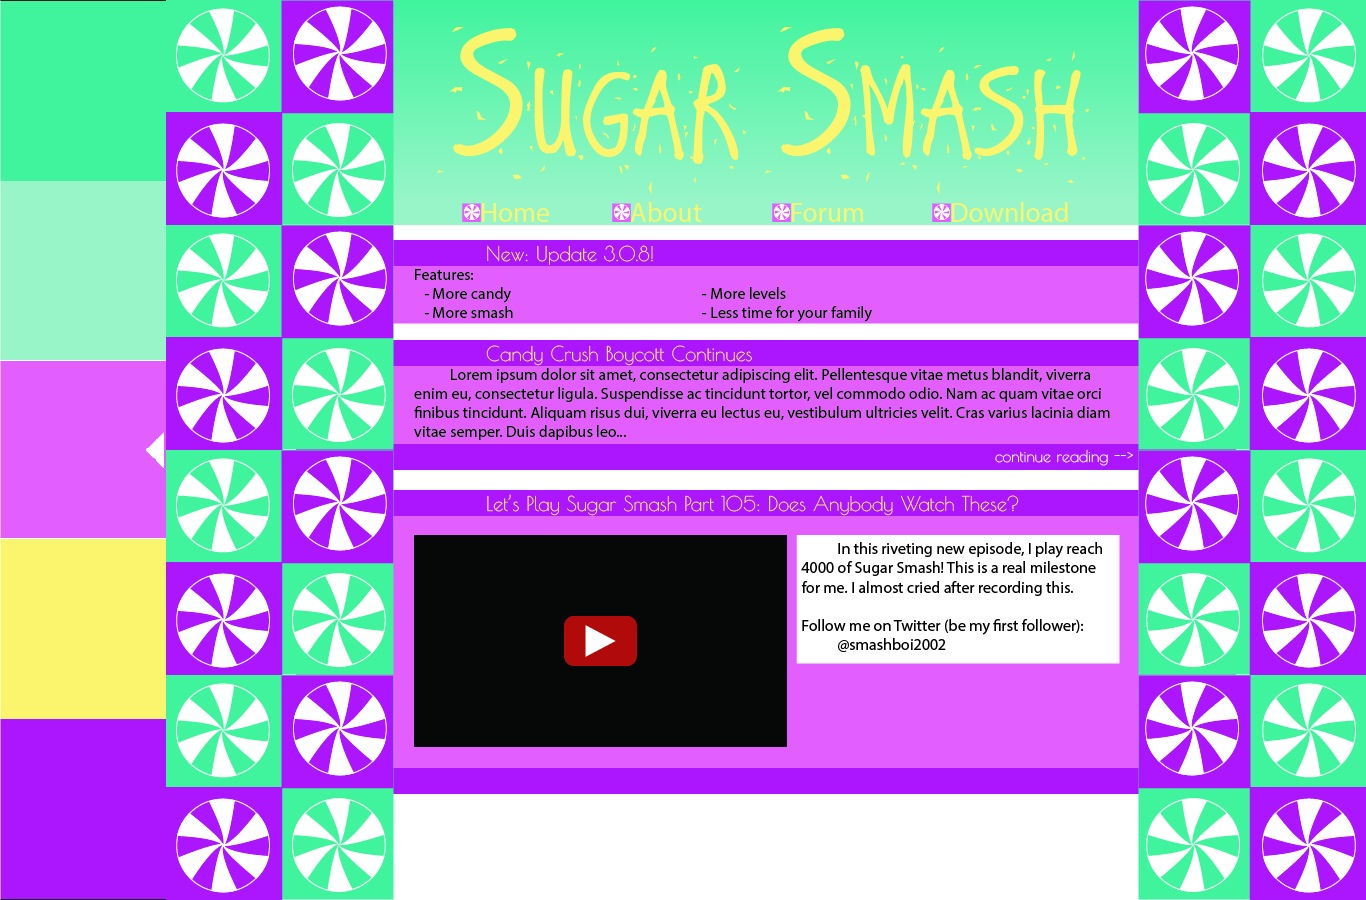 Sugar Smash
Home About Forum Download
New: Update 3.0.8!
Features:
- More candy - More levels
- More smash - Less time for your family
Candy Crush Boycott Continues
Lorem ipsum dolor sit amet, consectetur adipiscing elit. Pellentesque vitae metus blandit, viverra
enim eu, consectetur ligula. Suspendisse ac tincidunt tortor, vel commodo odio. Nam ac quam vitae orci
finibus tincidunt. Aliquam risus dui, viverra eu lectus eu, vestibulum ultricies velit. Cras varius lacinia diam
vitae semper. Duis dapibus leo...
continue reading -->
Let's Play Sugar Smash Part 105: Does Anybody Watch These?
In this riveting new episode, I play reach
4000 of Sugar Smash! This is a real milestone
for me. I almost cried after recording this.
Follow me on Twitter (be my first follower):
@smashboi2002